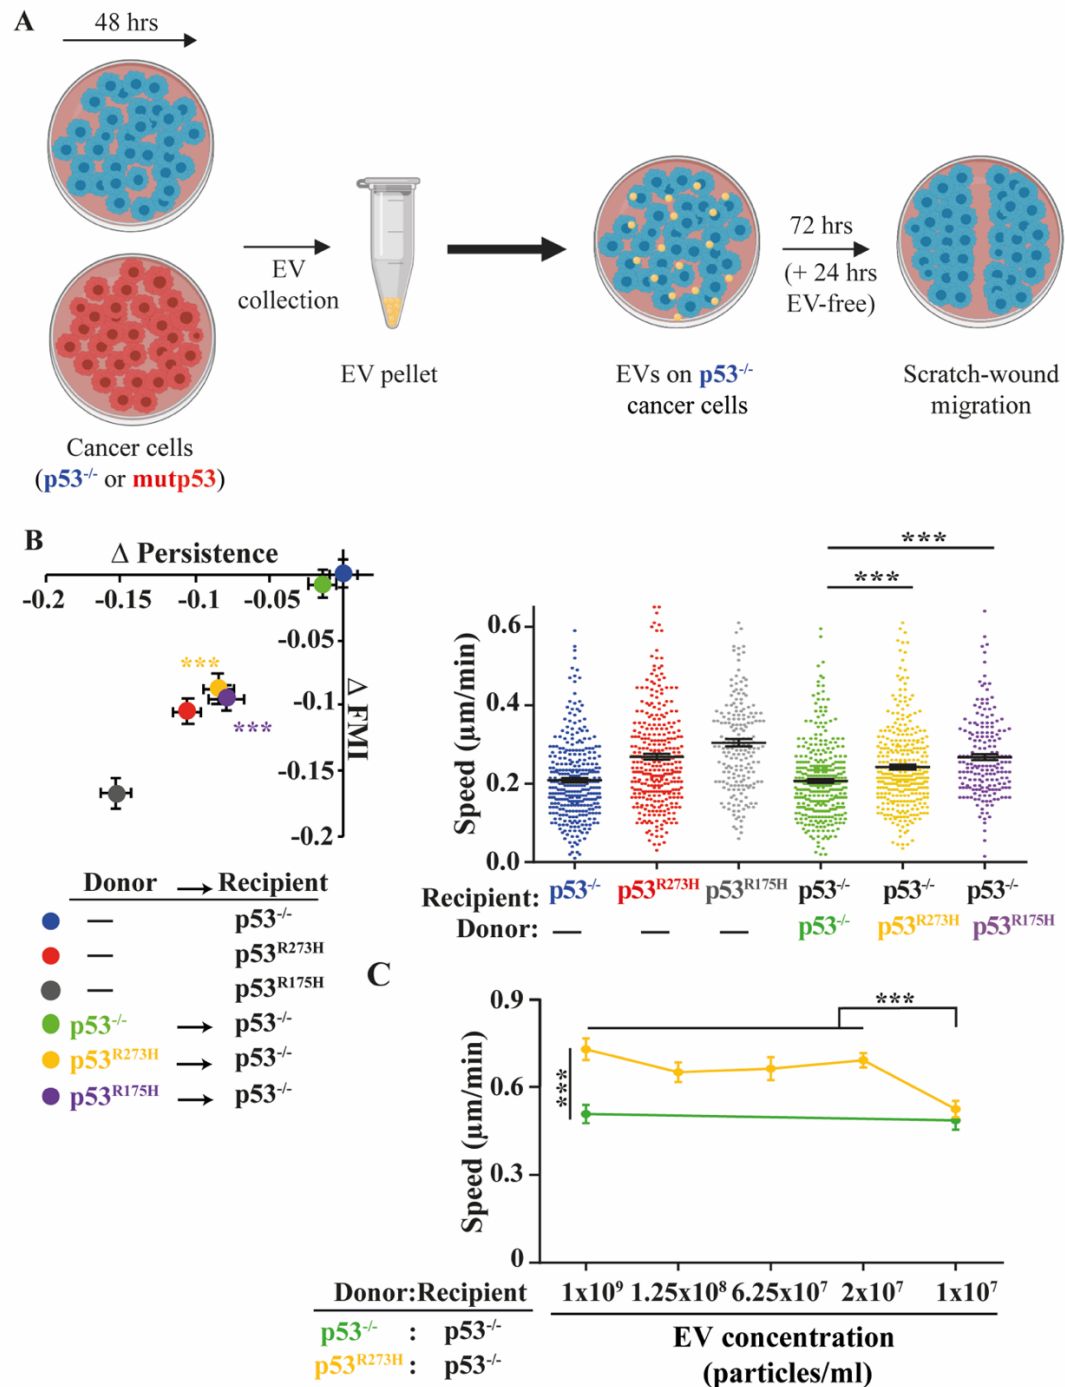 A
48 hrs
EV
collection
72 hrs
(+ 24 hrs
EV-free)
EV pellet
EVs on p53-/-
cancer cells
Scratch-wound
migration
Cancer cells
(p53-/- or mutp53)
B
Δ Persistence
-0.2 -0.15 -0.1 -0.05
-0.05
-0.1
-0.15
-0.2
Δ FMI
***
***
Donor → Recipient
— p53-/-
— p53R273H
— p53R175H
p53-/- → p53-/-
p53R273H → p53-/-
p53R175H → p53-/-
***
***
Speed (µm/min)
0.6
0.4
0.2
0.0
Recipient: p53-/- p53R273H p53R175H p53-/- p53-/- p53-/-
Donor: — — — p53-/- p53R273H p53R175H
C
***
***
Speed (µm/min)
0.9
0.6
0.3
0
1x10⁹ 1.25x10⁸ 6.25x10⁷ 2x10⁷ 1x10⁷
EV concentration
(particles/ml)
Donor:Recipient
p53-/- : p53-/-
p53R273H : p53-/-